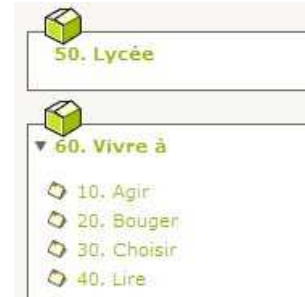 50. Lycée
60. Vivre à
10. Agir
20. Bouger
30. Choisir
40. Lire